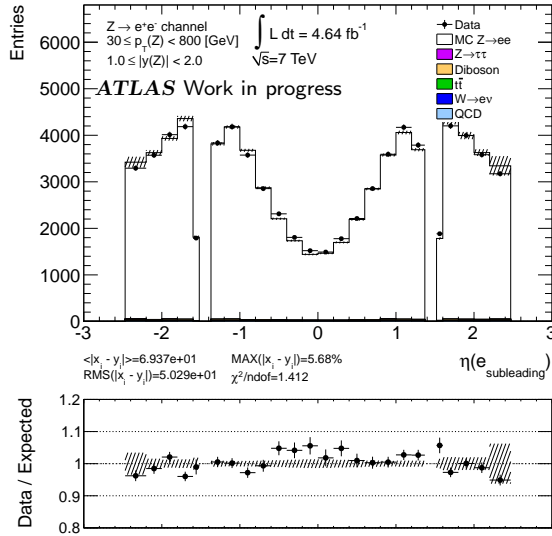 Z → e⁺e⁻ channel
30 ≤ p_T(Z) < 800 [GeV]
1.0 ≤ |y(Z)| < 2.0
∫ L dt = 4.64 fb⁻¹
√s=7 TeV
ATLAS Work in progress
Data
MC Z→ee
Z→ττ
Diboson
tt̄
W→eν
QCD
Entries
6000
5000
4000
3000
2000
1000
0
-3 -2 -1 0 1 2 3
η(e_subleading)
<|x_i - y_i|>=6.937e+01 MAX(|x_i - y_i|)=5.68%
RMS(|x_i - y_i|)=5.029e+01 χ²/ndof=1.412
Data / Expected
1.2
1.1
1
0.9
0.8